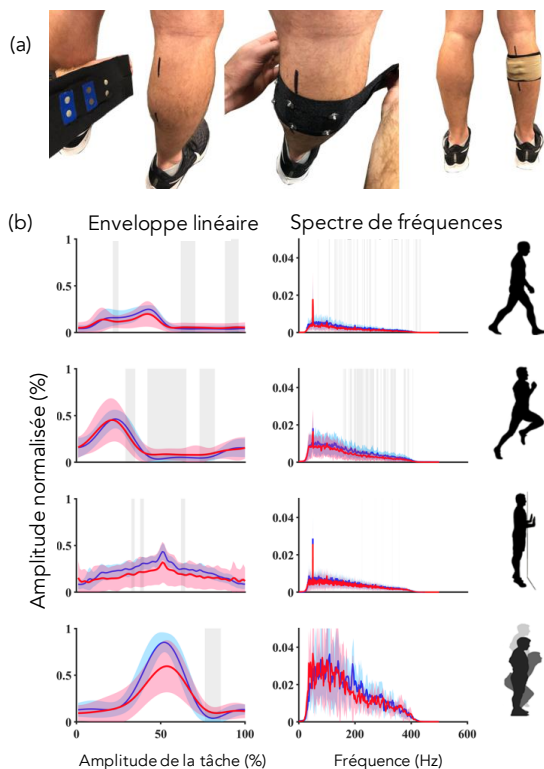 (a)
(b)
Enveloppe linéaire
Spectre de fréquences
Amplitude normalisée (%)
1
0.5
0
0.04
0.02
0
1
0.5
0
0.04
0.02
0
1
0.5
0
0.04
0.02
0
1
0.5
0
0.04
0.02
0
0 50 100
0 200 400 600
Amplitude de la tâche (%)
Fréquence (Hz)